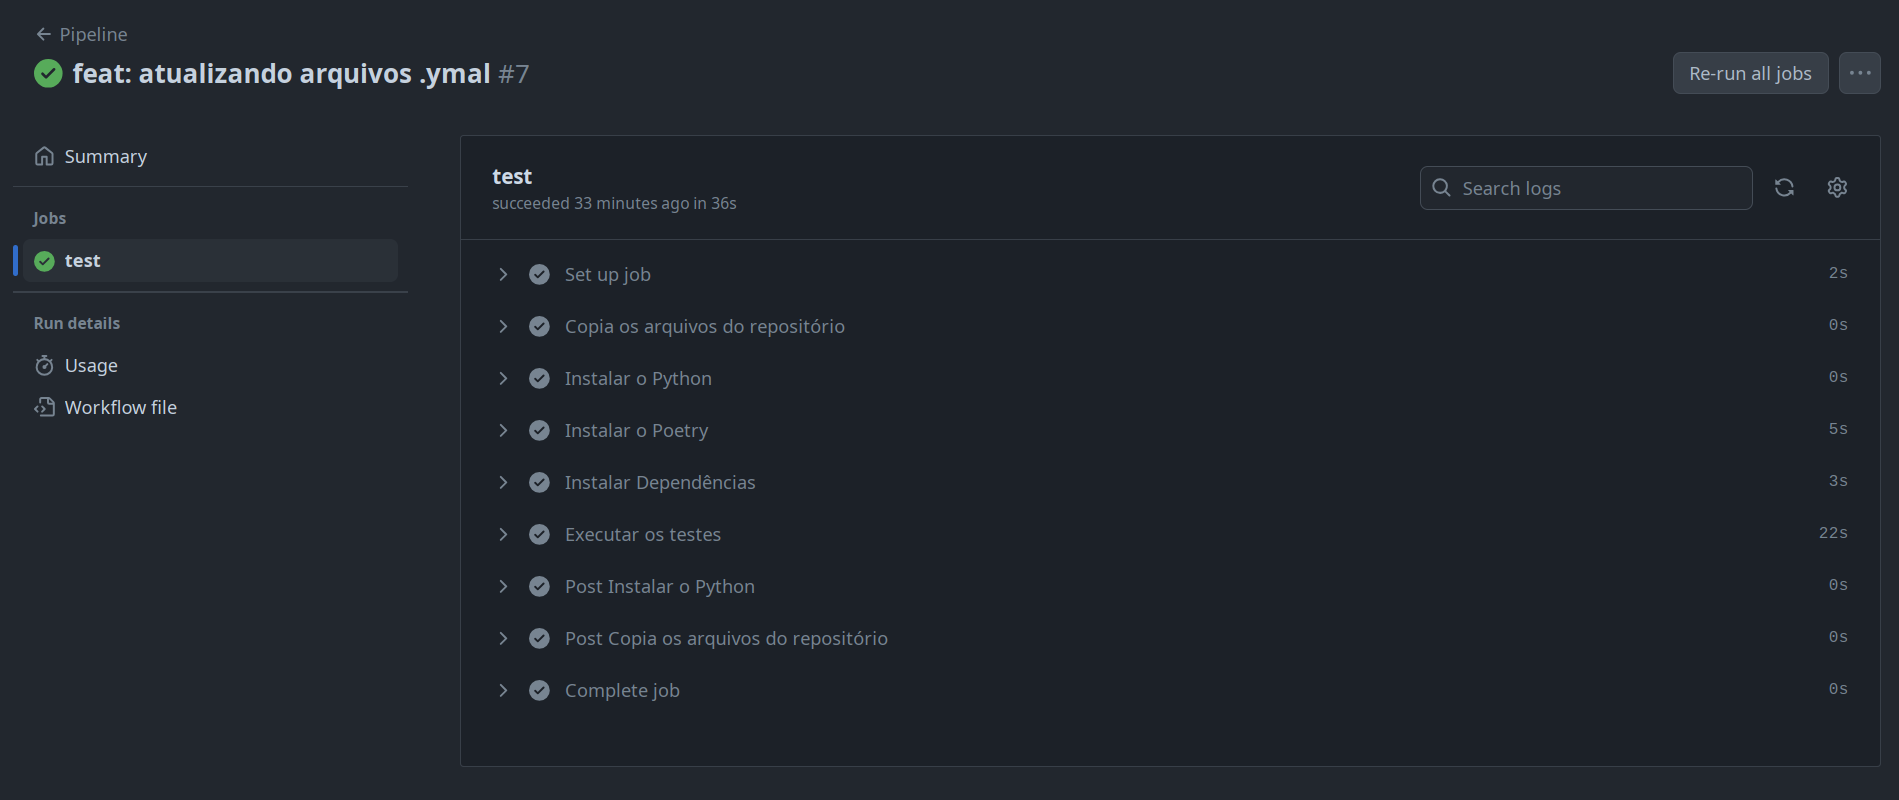 Pipeline
feat: atualizando arquivos .ymal #7
Re-run all jobs
Summary
Jobs
test
Run details
Usage
Workflow file
test
succeeded 33 minutes ago in 36s
Search logs
Set up job 2s
Copia os arquivos do repositório 0s
Instalar o Python 0s
Instalar o Poetry 5s
Instalar Dependências 3s
Executar os testes 22s
Post Instalar o Python 0s
Post Copia os arquivos do repositório 0s
Complete job 0s